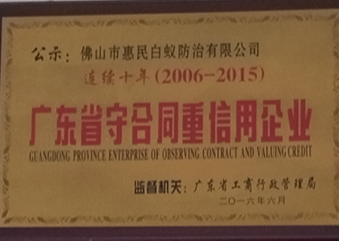 公示：佛山市惠民白蚁防治有限公司
连续十年(2006-2015)
广东省守合同重信用企业
GUANGDONG PROVINCE ENTERPRISE OF OBSERVING CONTRACT AND VALUING CREDIT
监督机关：广东省工商行政管理局
二〇一六年六月